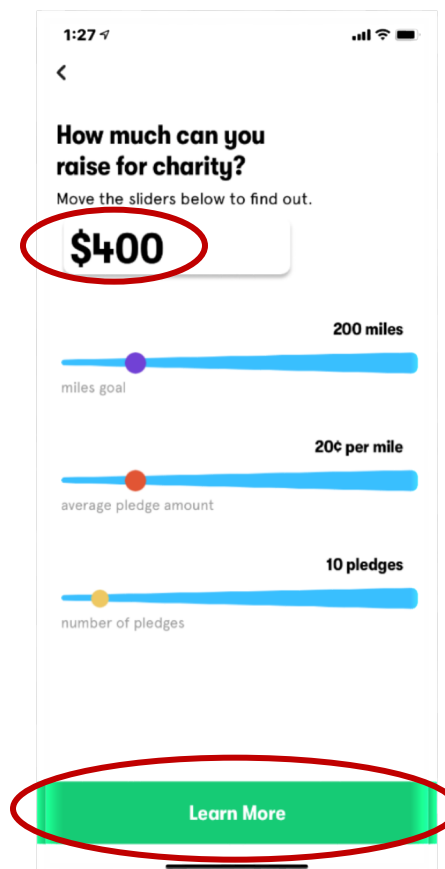 1:27
How much can you
raise for charity?
Move the sliders below to find out.
$400
200 miles
miles goal
20¢ per mile
average pledge amount
10 pledges
number of pledges
Learn More